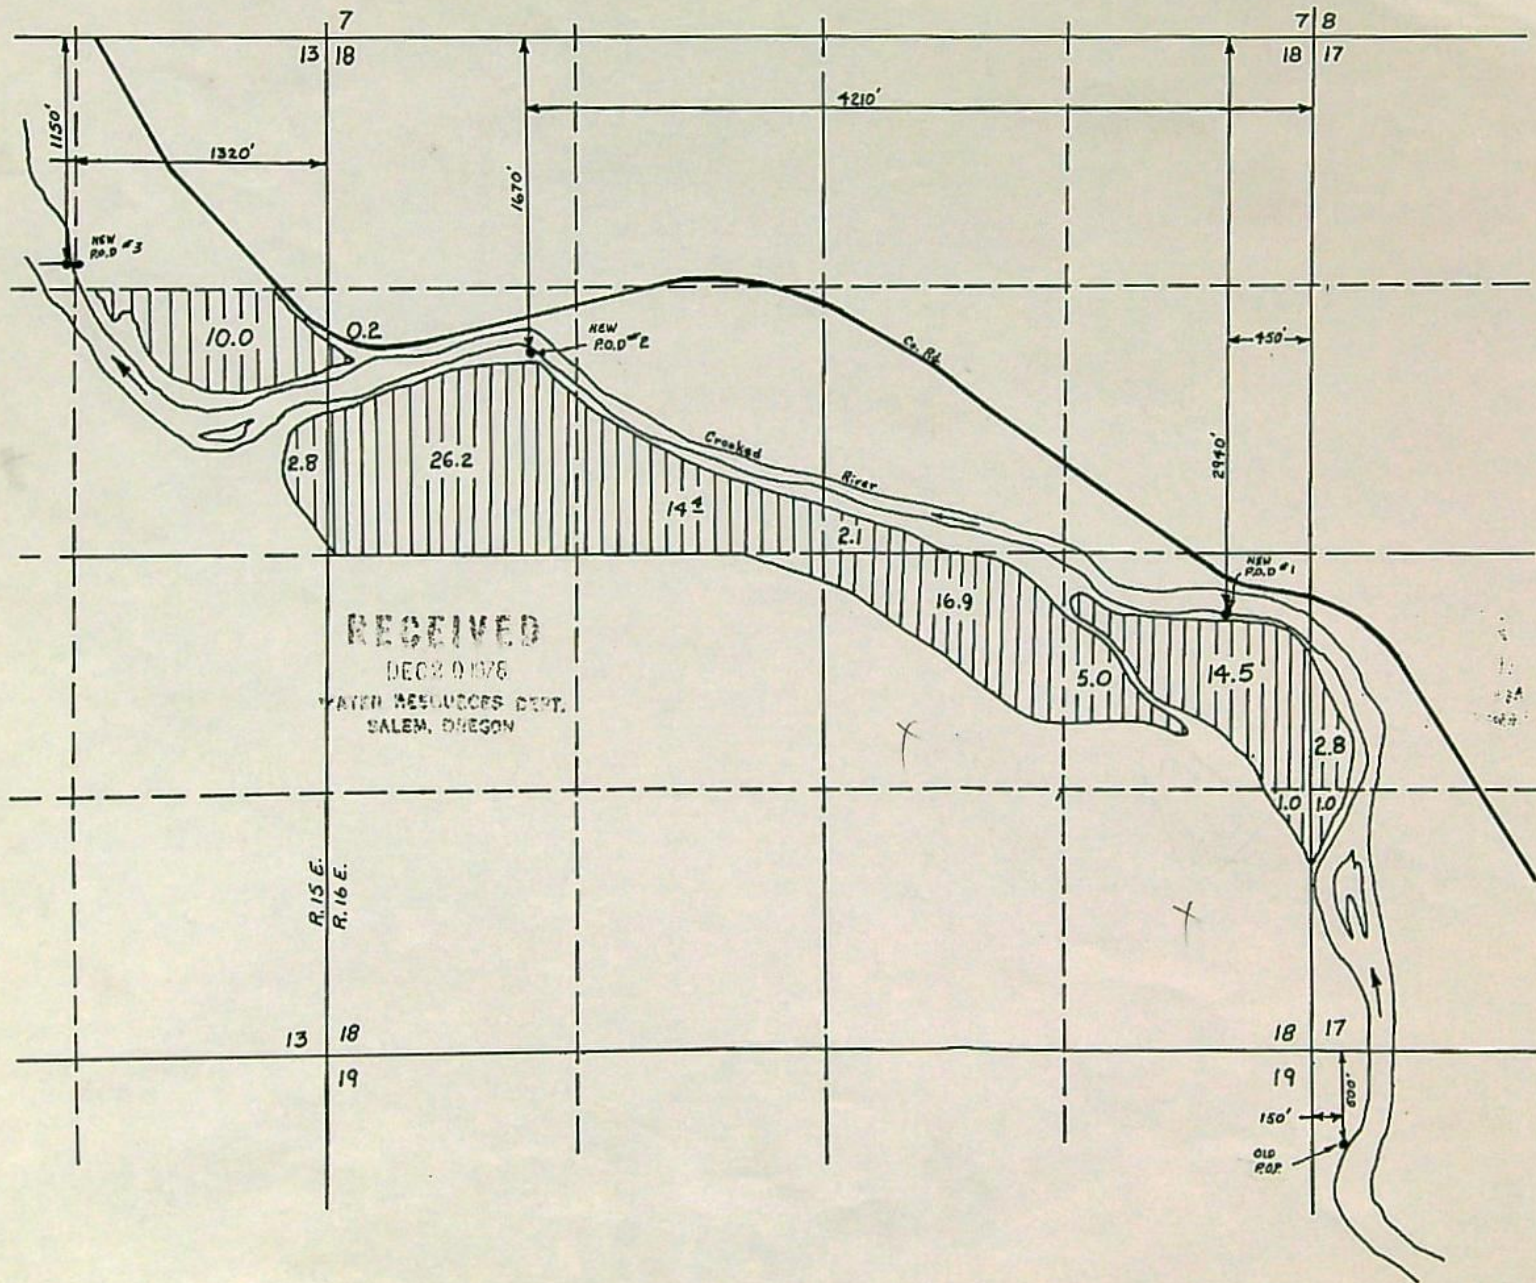 7
7 8
13 18
18 17
1150'
4210'
1320'
1670'
NEW
P.O.D #3
10.0
0.2
NEW
P.O.D #2
Co. Rd.
450'
2940'
Crooked
River
2.8
26.2
14.4
2.1
NEW
P.O.D #1
16.9
RECEIVED
WATER RESOURCES DEPT.
SALEM, OREGON
5.0
14.5
2.8
1.0
1.0
R. 15 E.
R. 16 E.
13 18
18 17
19
19
600'
150'
OLD